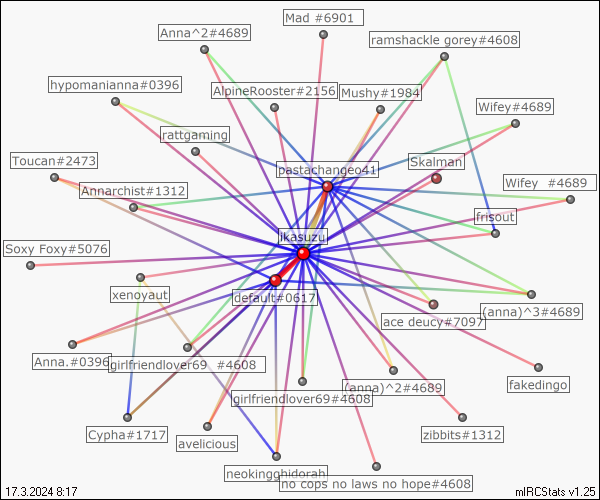 Mad #6901
Anna^2#4689
ramshackle gorey#4608
hypomanianna#0396
AlpineRooster#2156
Mushy#1984
Wifey#4689
rattgaming
Toucan#2473
pastachangeo41
Skalman
Annarchist#1312
Wifey #4689
frisout
ikasuzu
Soxy Foxy#5076
xenoyaut
default#0617
(anna)^3#4689
ace deucy#7097
Anna.#0396
girlfriendlover69 #4608
(anna)^2#4689
fakedingo
girlfriendlover69#4608
Cypha#1717
avelicious
zibbits#1312
neokingghidorah
no cops no laws no hope#4608
17.3.2024 8:17
mIRCStats v1.25